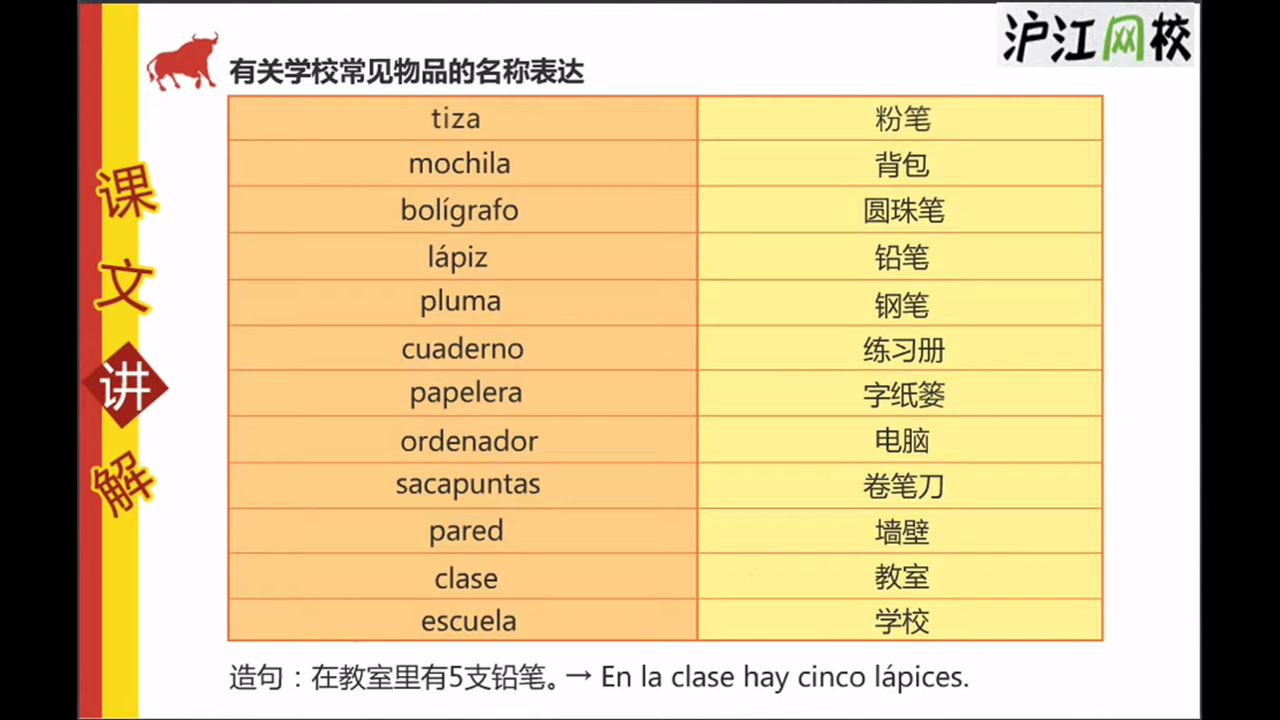 沪江网校
有关学校常见物品的名称表达
tiza 粉笔
mochila 背包
bolígrafo 圆珠笔
lápiz 铅笔
pluma 钢笔
cuaderno 练习册
papelera 字纸篓
ordenador 电脑
sacapuntas 卷笔刀
pared 墙壁
clase 教室
escuela 学校
造句：在教室里有5支铅笔。→ En la clase hay cinco lápices.
课
文
讲
解